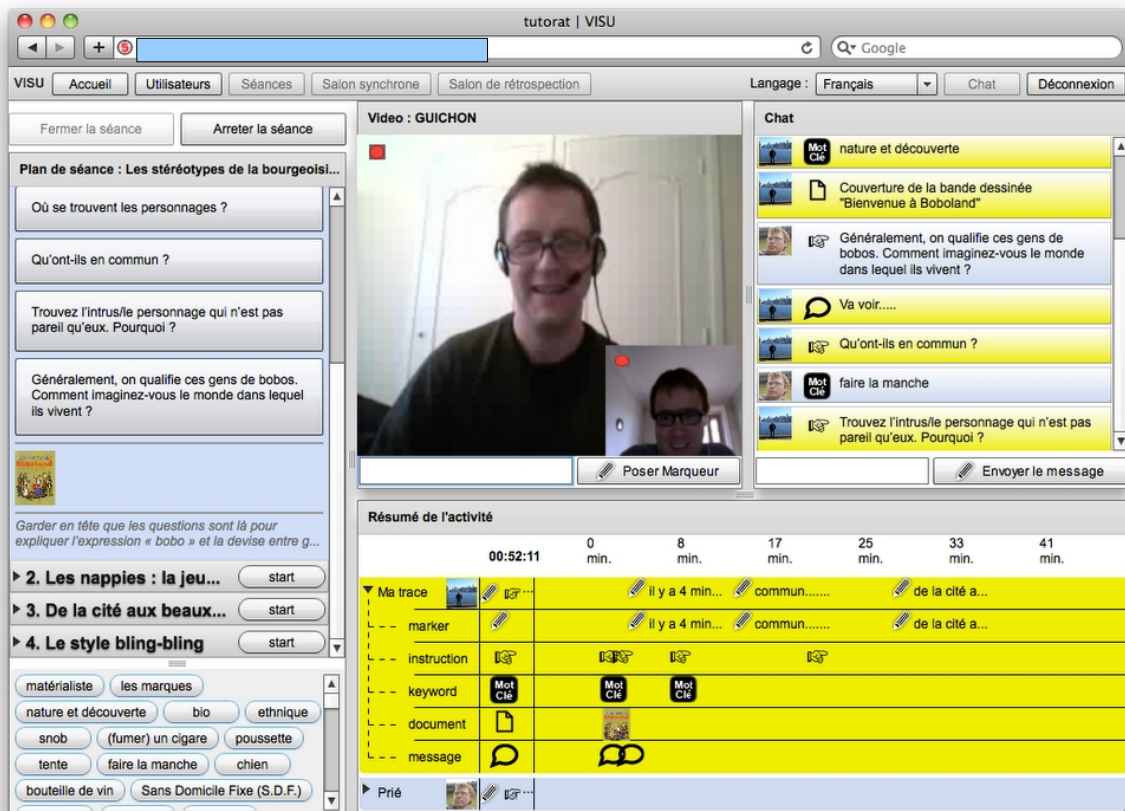 tutorat | VISU
Google
VISU Accueil Utilisateurs Séances Salon synchrone Salon de rétrospection Langage : Français Chat Déconnexion
Fermer la séance Arreter la séance
Plan de séance : Les stéréotypes de la bourgeoisi...
Où se trouvent les personnages ?
Qu'ont-ils en commun ?
Trouvez l'intrus/le personnage qui n'est pas
pareil qu'eux. Pourquoi ?
Généralement, on qualifie ces gens de bobos.
Comment imaginez-vous le monde dans lequel
ils vivent ?
Garder en tête que les questions sont là pour
expliquer l'expression « bobo » et la devise entre g...
2. Les nappies : la jeu... start
3. De la cité aux beaux... start
4. Le style bling-bling start
matérialiste les marques
nature et découverte bio ethnique
snob (fumer) un cigare poussette
tente faire la manche chien
bouteille de vin Sans Domicile Fixe (S.D.F.)
Video : GUICHON
Poser Marqueur
Chat
Mot Clé nature et découverte
Couverture de la bande dessinée
"Bienvenue à Boboland"
Généralement, on qualifie ces gens de
bobos. Comment imaginez-vous le monde
dans lequel ils vivent ?
Va voir.....
Qu'ont-ils en commun ?
Mot Clé faire la manche
Trouvez l'intrus/le personnage qui n'est pas
pareil qu'eux. Pourquoi ?
Envoyer le message
Résumé de l'activité
00:52:11 0 min. 8 min. 17 min. 25 min. 33 min. 41 min.
Ma trace ... il y a 4 min... commun....... de la cité a...
marker il y a 4 min... commun....... de la cité a...
instruction
keyword Mot Clé Mot Clé Mot Clé
document
message
Prié ...